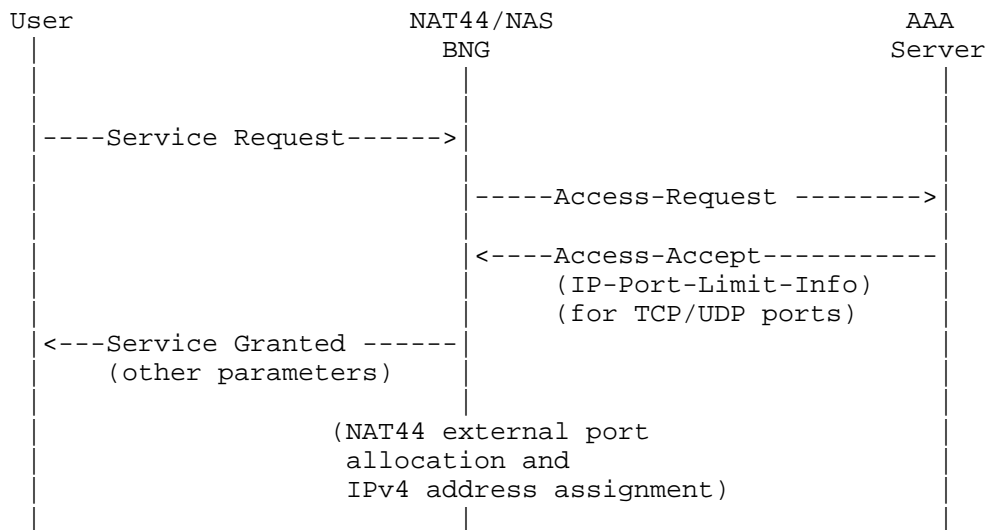 User NAT44/NAS AAA
BNG Server
----Service Request------>
-----Access-Request -------->
<----Access-Accept-----------
(IP-Port-Limit-Info)
(for TCP/UDP ports)
<---Service Granted ------
(other parameters)
(NAT44 external port
allocation and
IPv4 address assignment)